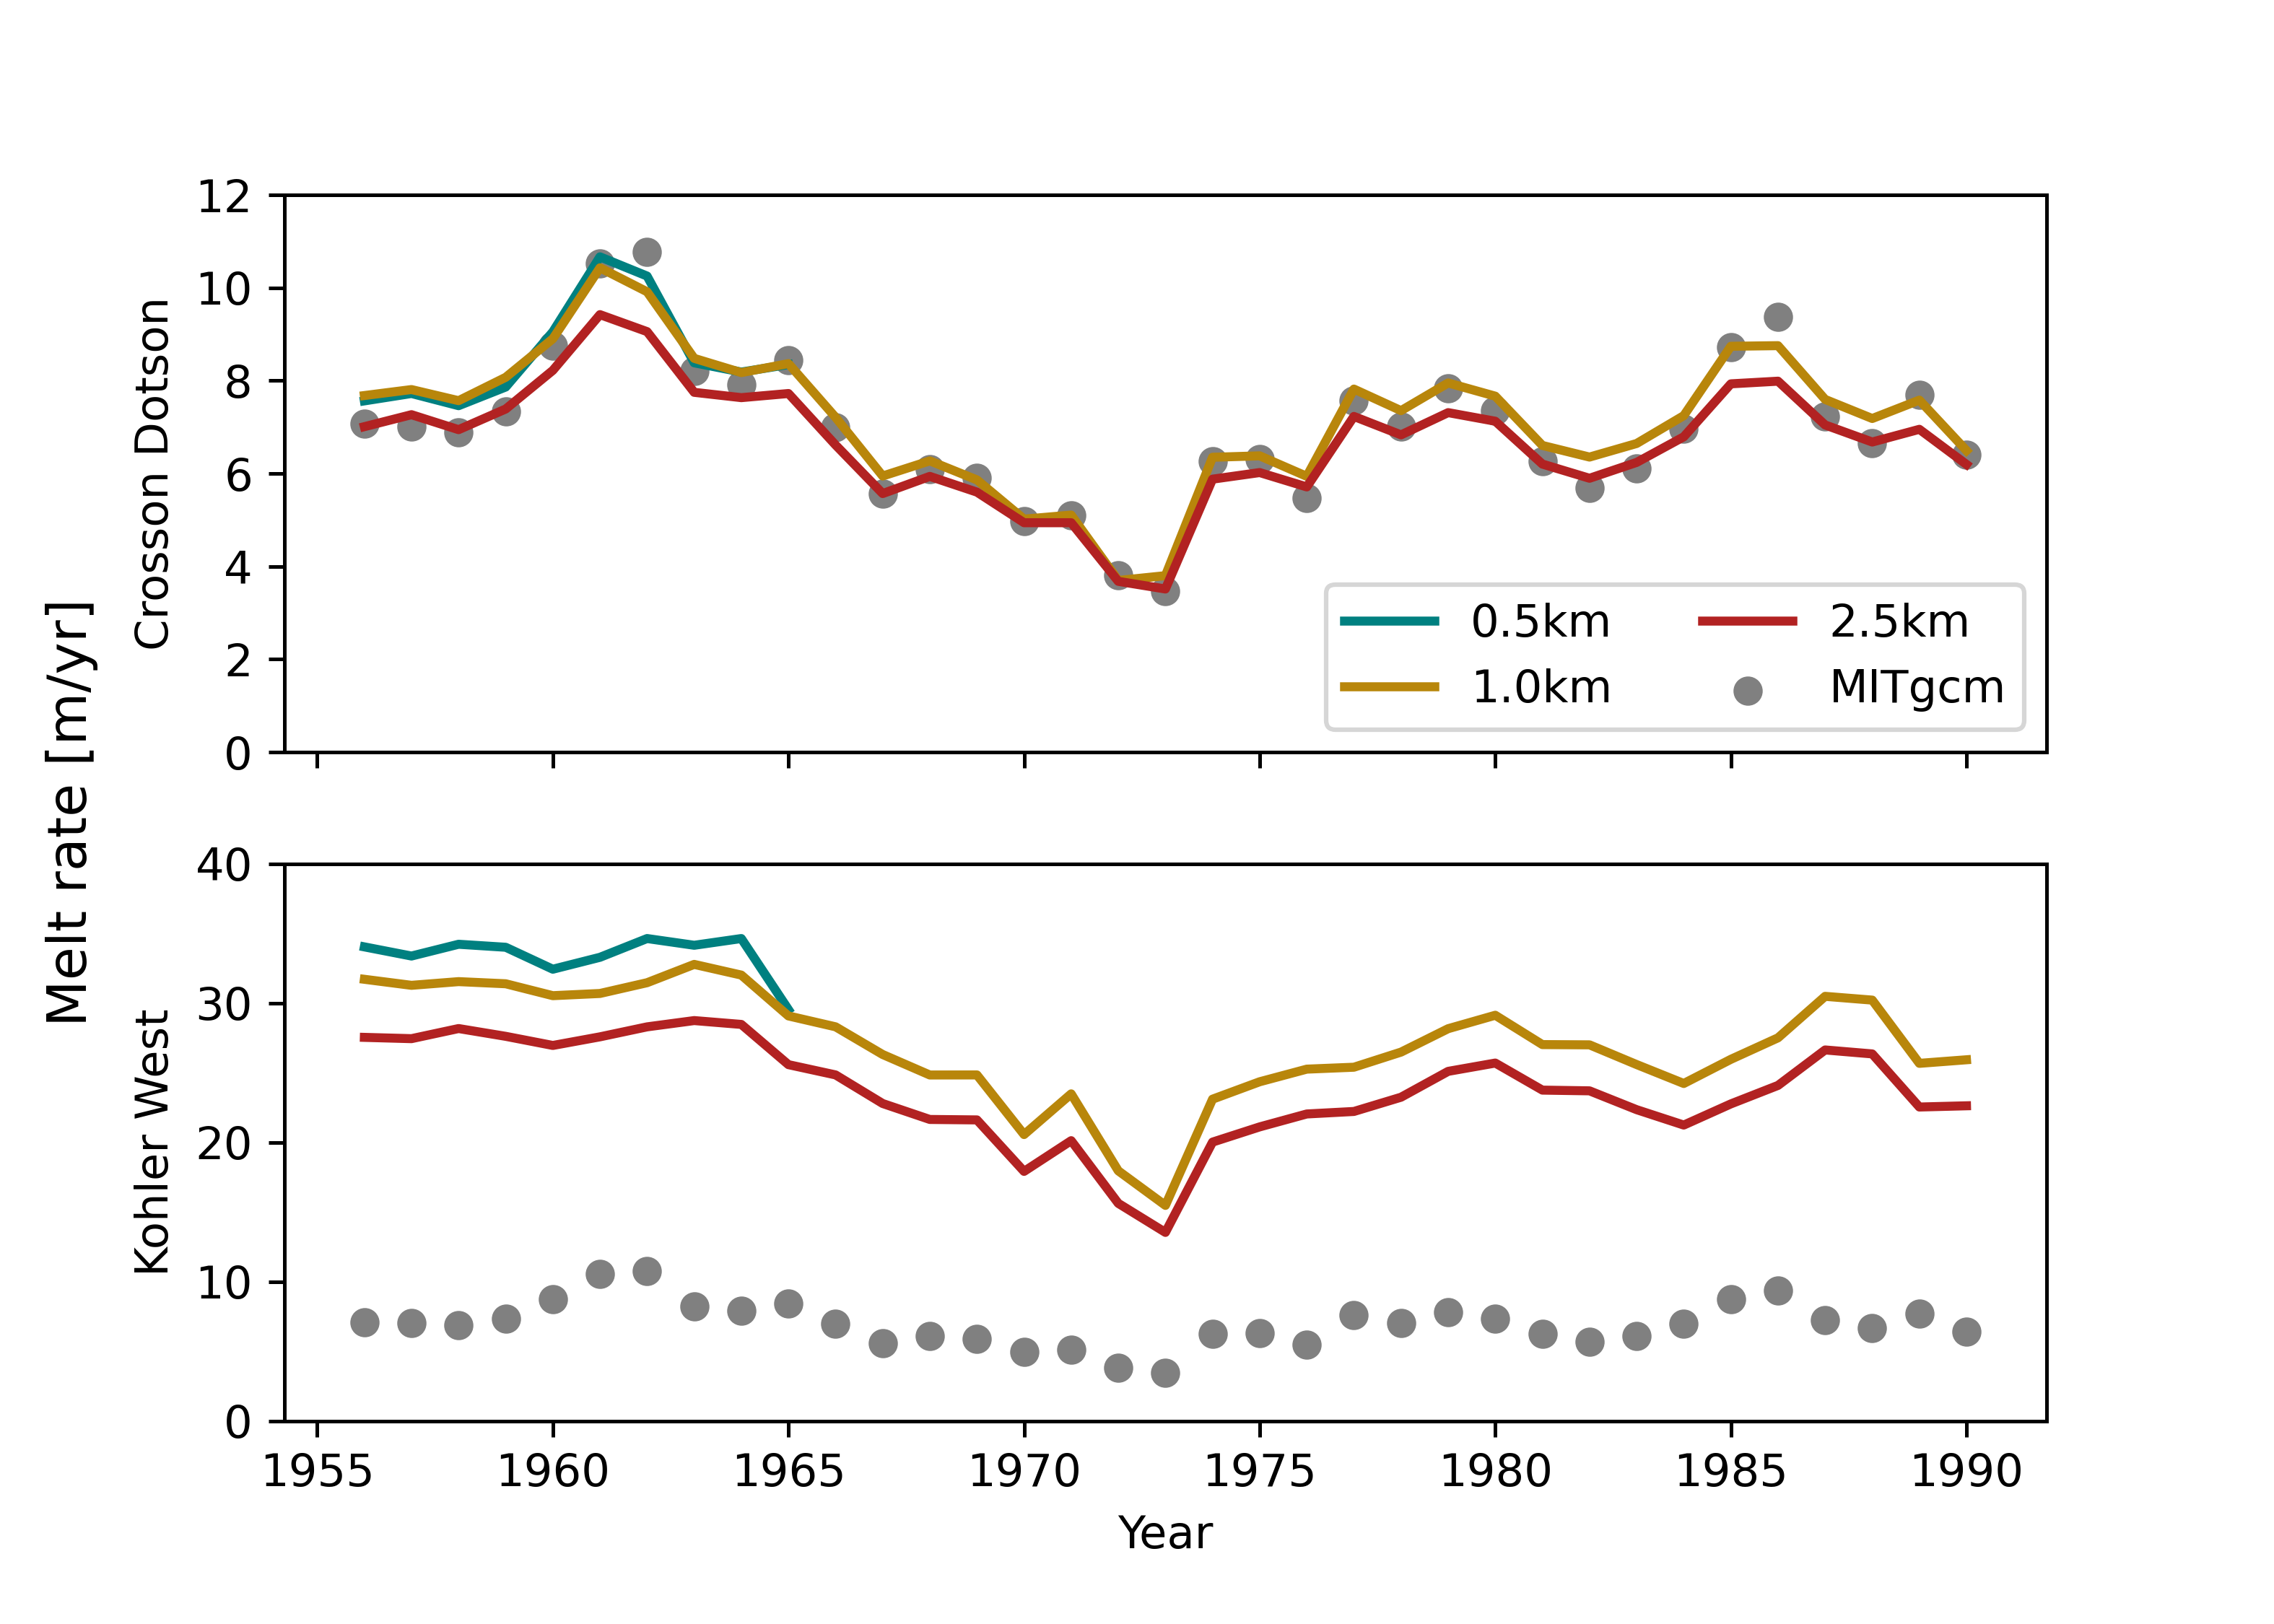 Melt rate [m/yr]
Crosson Dotson
12
10
8
6
4
2
0
0.5km
2.5km
1.0km
MITgcm
Kohler West
40
30
20
10
0
1955 1960 1965 1970 1975 1980 1985 1990
Year